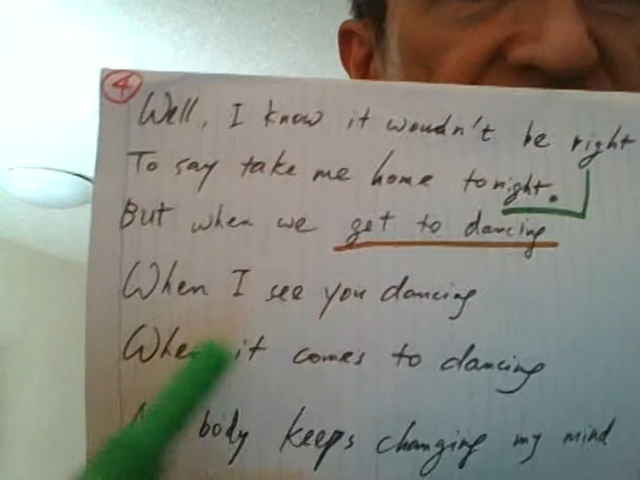 4
Well, I know it woudn't be right
To say take me home toright.
But when we get to dancing
When I see you dancing
it comes to dancing
body keeps changing my mind